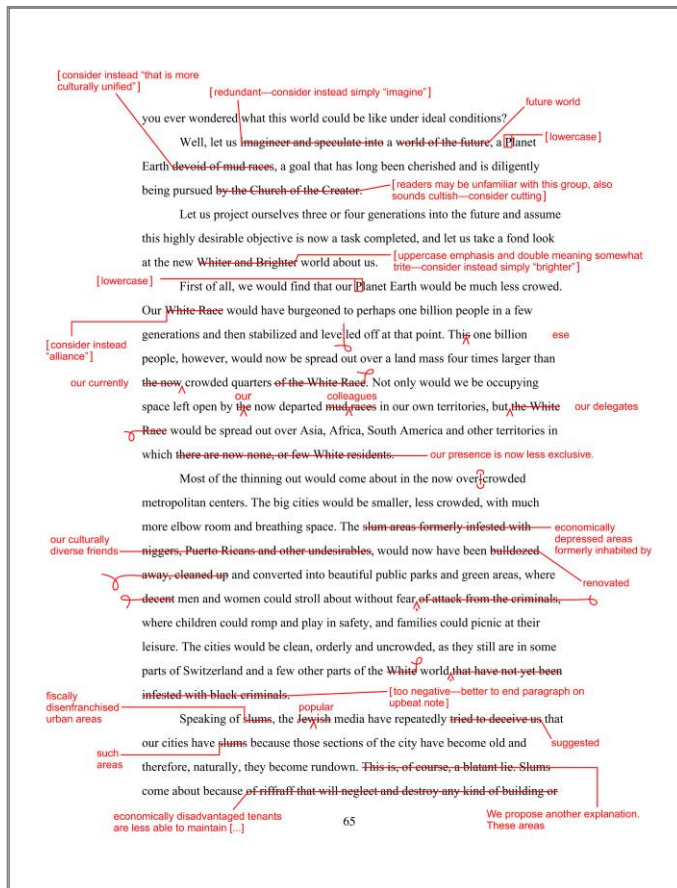 [consider instead "that is more
culturally unified"]
[redundant—consider instead simply "imagine"]
future world
you ever wondered what this world could be like under ideal conditions?
Well, let us imagineer and speculate into a world of the future, a Planet
[lowercase]
Earth devoid of mud races, a goal that has long been cherished and is diligently
being pursued by the Church of the Creator.
[readers may be unfamiliar with this group, also
sounds cultish—consider cutting]
Let us project ourselves three or four generations into the future and assume
this highly desirable objective is now a task completed, and let us take a fond look
at the new Whiter and Brighter world about us.
[uppercase emphasis and double meaning somewhat
trite—consider instead simply "brighter"]
[lowercase]
First of all, we would find that our Planet Earth would be much less crowed.
Our White Race would have burgeoned to perhaps one billion people in a few
generations and then stabilized and leve led off at that point. This one billion
ese
[consider instead
"alliance"]
people, however, would now be spread out over a land mass four times larger than
our currently
the now crowded quarters of the White Race. Not only would we be occupying
our
colleagues
space left open by the now departed mud races in our own territories, but the White
our delegates
Race would be spread out over Asia, Africa, South America and other territories in
which there are now none, or few White residents.
our presence is now less exclusive.
Most of the thinning out would come about in the now over-crowded
metropolitan centers. The big cities would be smaller, less crowded, with much
more elbow room and breathing space. The slum areas formerly infested with
economically
depressed areas
formerly inhabited by
our culturally
diverse friends
niggers, Puerto Ricans and other undesirables, would now have been bulldozed
renovated
away, cleaned up and converted into beautiful public parks and green areas, where
decent men and women could stroll about without fear of attack from the criminals,
where children could romp and play in safety, and families could picnic at their
leisure. The cities would be clean, orderly and uncrowded, as they still are in some
parts of Switzerland and a few other parts of the White world that have not yet been
infested with black criminals.
[too negative—better to end paragraph on
upbeat note]
fiscally
disenfranchised
urban areas
popular
Speaking of slums, the Jewish media have repeatedly tried to deceive us that
suggested
our cities have slums because those sections of the city have become old and
such
areas
therefore, naturally, they become rundown. This is, of course, a blatant lie. Slums
come about because of riffraff that will neglect and destroy any kind of building or
economically disadvantaged tenants
are less able to maintain [...]
We propose another explanation.
These areas
65